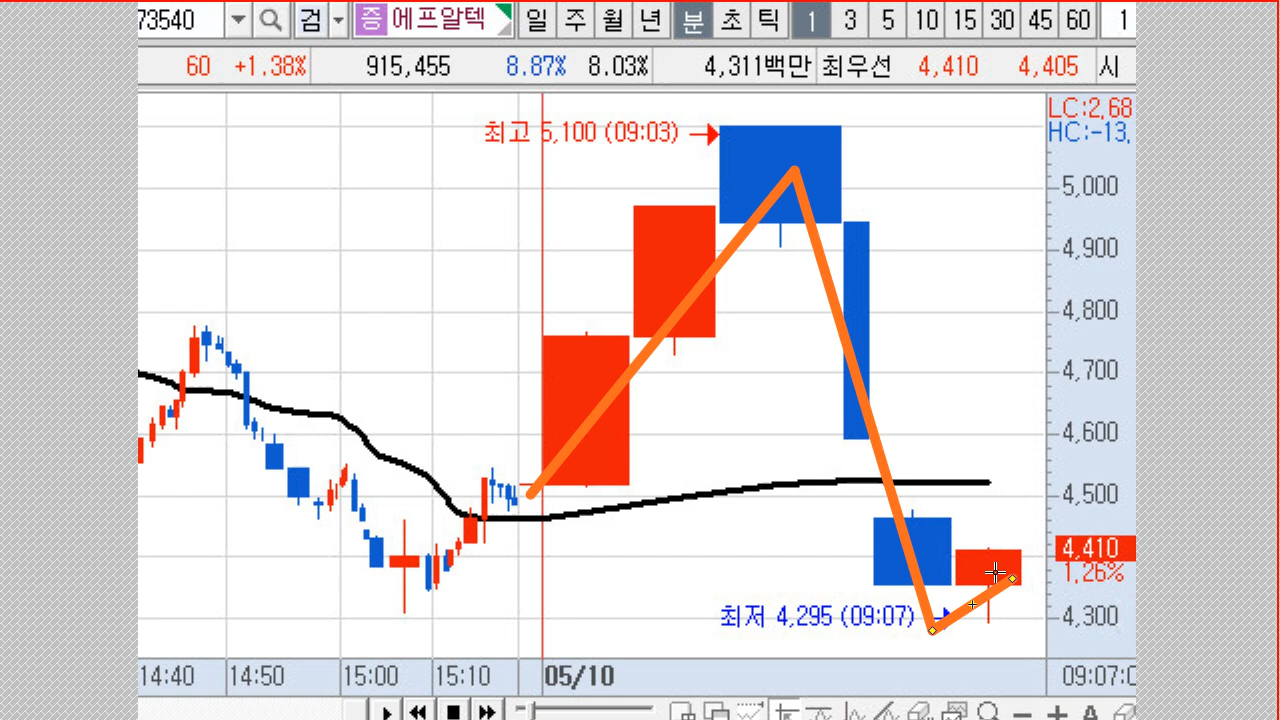 73540 검 증 에프알텍 일 주 월 년 분 초 틱 1 3 5 10 15 30 45 60 1
60 +1.38% 915,455 8.87% 8.03% 4,311백만 최우선 4,410 4,405 시
LC:2,68
최고 5,100 (09:03) HC:-13,
5,000
4,900
4,800
4,700
4,600
4,500
4,410
1,26%
최저 4,295 (09:07) 4,300
14:40 14:50 15:00 15:10 05/10 09:07:0
A